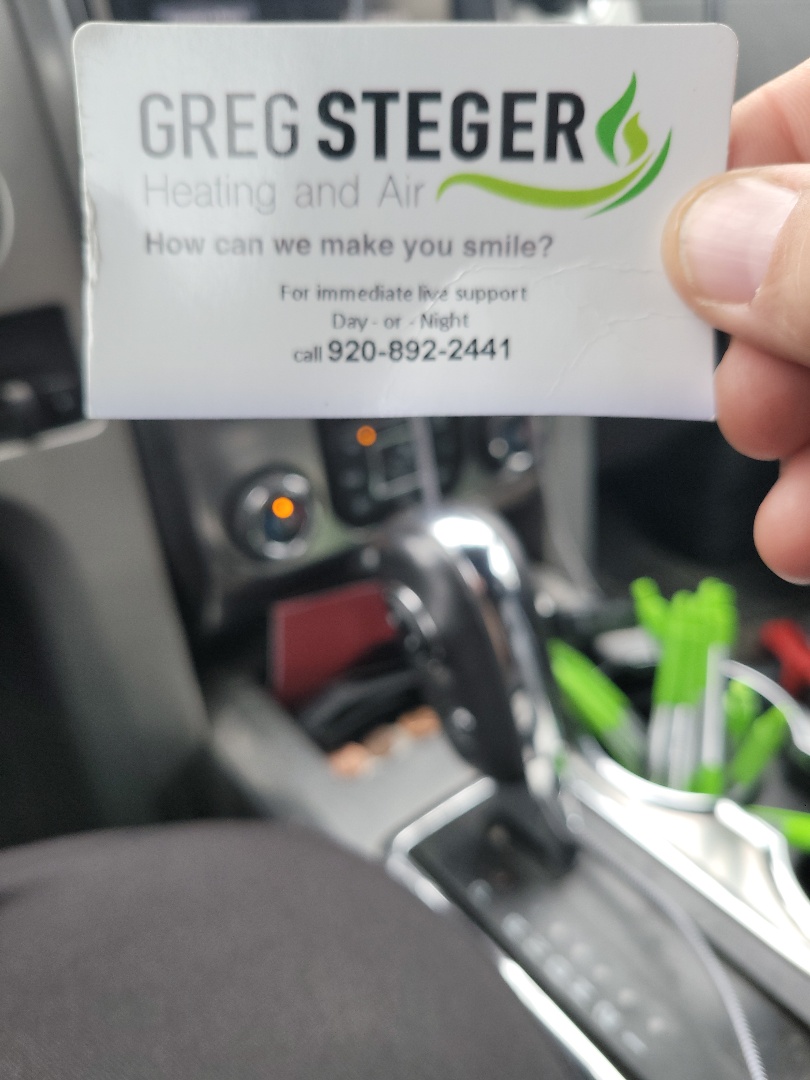 GREG STEGER
Heating and Air
How can we make you smile?
For immediate live support
Day - or - Night
call 920-892-2441